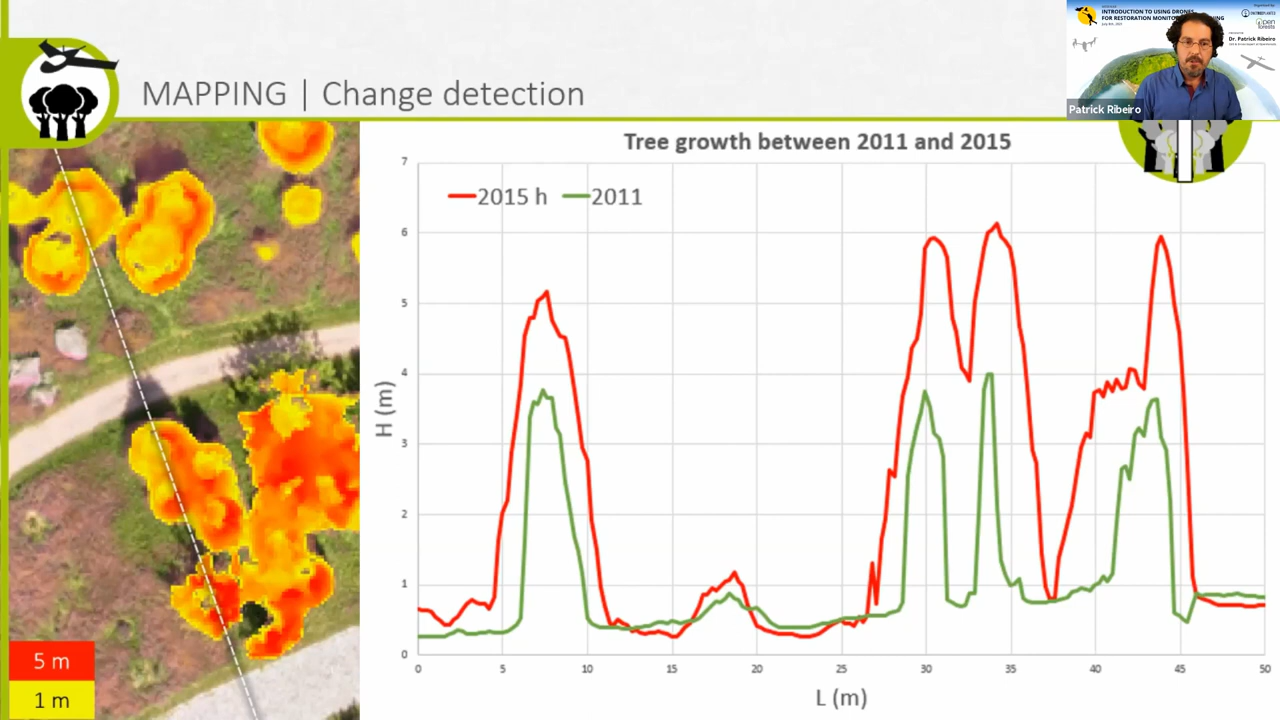 MAPPING | Change detection
INTRODUCTION TO USING DRONES
FOR RESTORATION MONITO
Dr. Patrick Ribeiro
open
forests
Patrick Ribeiro
Tree growth between 2011 and 2015
2015 h
2011
7
6
5
4
3
2
1
0
H (m)
0 5 10 15 20 25 30 35 40 45 50
L (m)
5 m
1 m